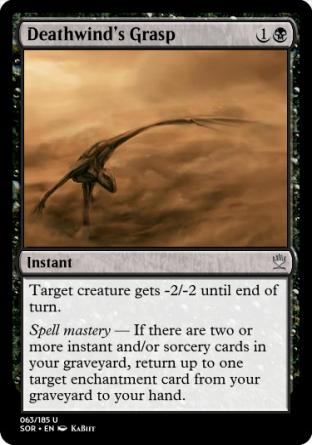 Deathwind's Grasp 1
Instant
Target creature gets -2/-2 until end of
turn.
Spell mastery — If there are two or
more instant and/or sorcery cards in
your graveyard, return up to one
target enchantment card from your
graveyard to your hand.
063/185 U
SOR • EN KABIFF